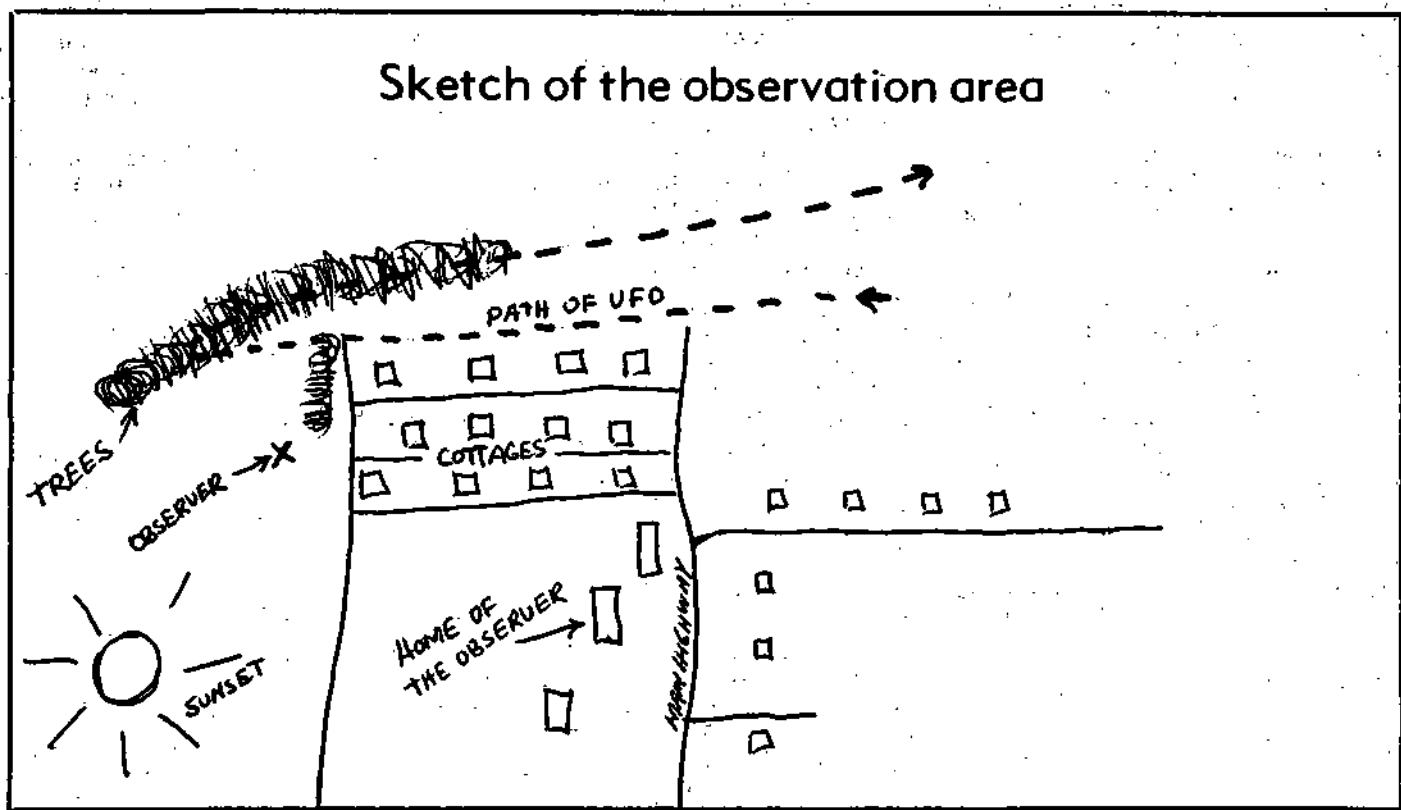 Sketch of the observation area
PATH OF UFO
TREES
OBSERVER
COTTAGES
HOME OF
THE OBSERVER
MAIN HIGHWAY
SUNSET